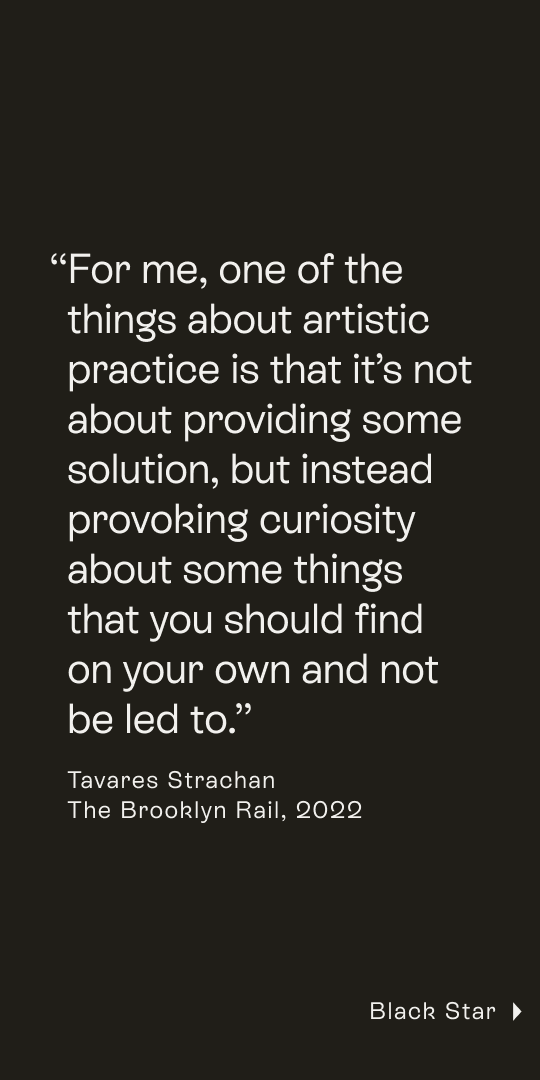 “For me, one of the
things about artistic
practice is that it’s not
about providing some
solution, but instead
provoking curiosity
about some things
that you should find
on your own and not
be led to.”
Tavares Strachan
The Brooklyn Rail, 2022
Black Star